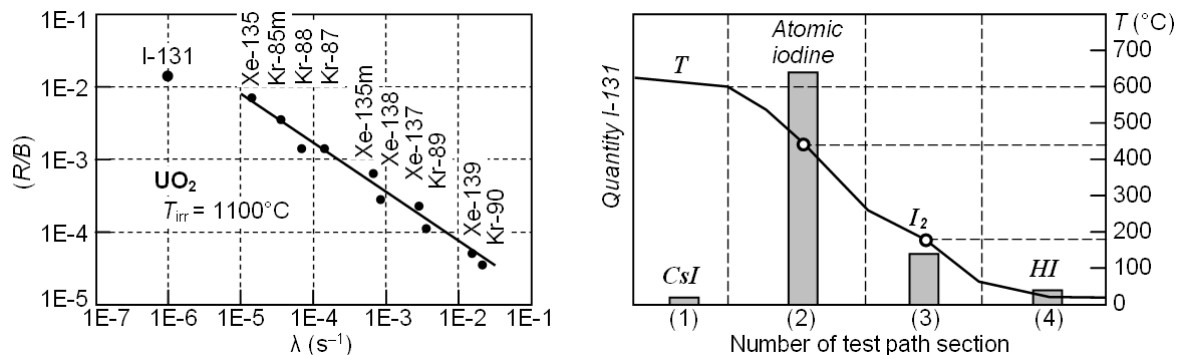 1E-1
1E-2
1E-3
1E-4
1E-5
(R/B)
I-131
Xe-135
Kr-85m
Kr-88
Kr-87
Xe-135m
Xe-138
Xe-137
Kr-89
Xe-139
Kr-90
UO₂
Tirr = 1100°C
1E-7 1E-6 1E-5 1E-4 1E-3 1E-2 1E-1
λ (s⁻¹)
Quantity I-131
T
Atomic
iodine
CsI
I₂
HI
T (°C)
700
600
500
400
300
200
100
0
(1) (2) (3) (4)
Number of test path section